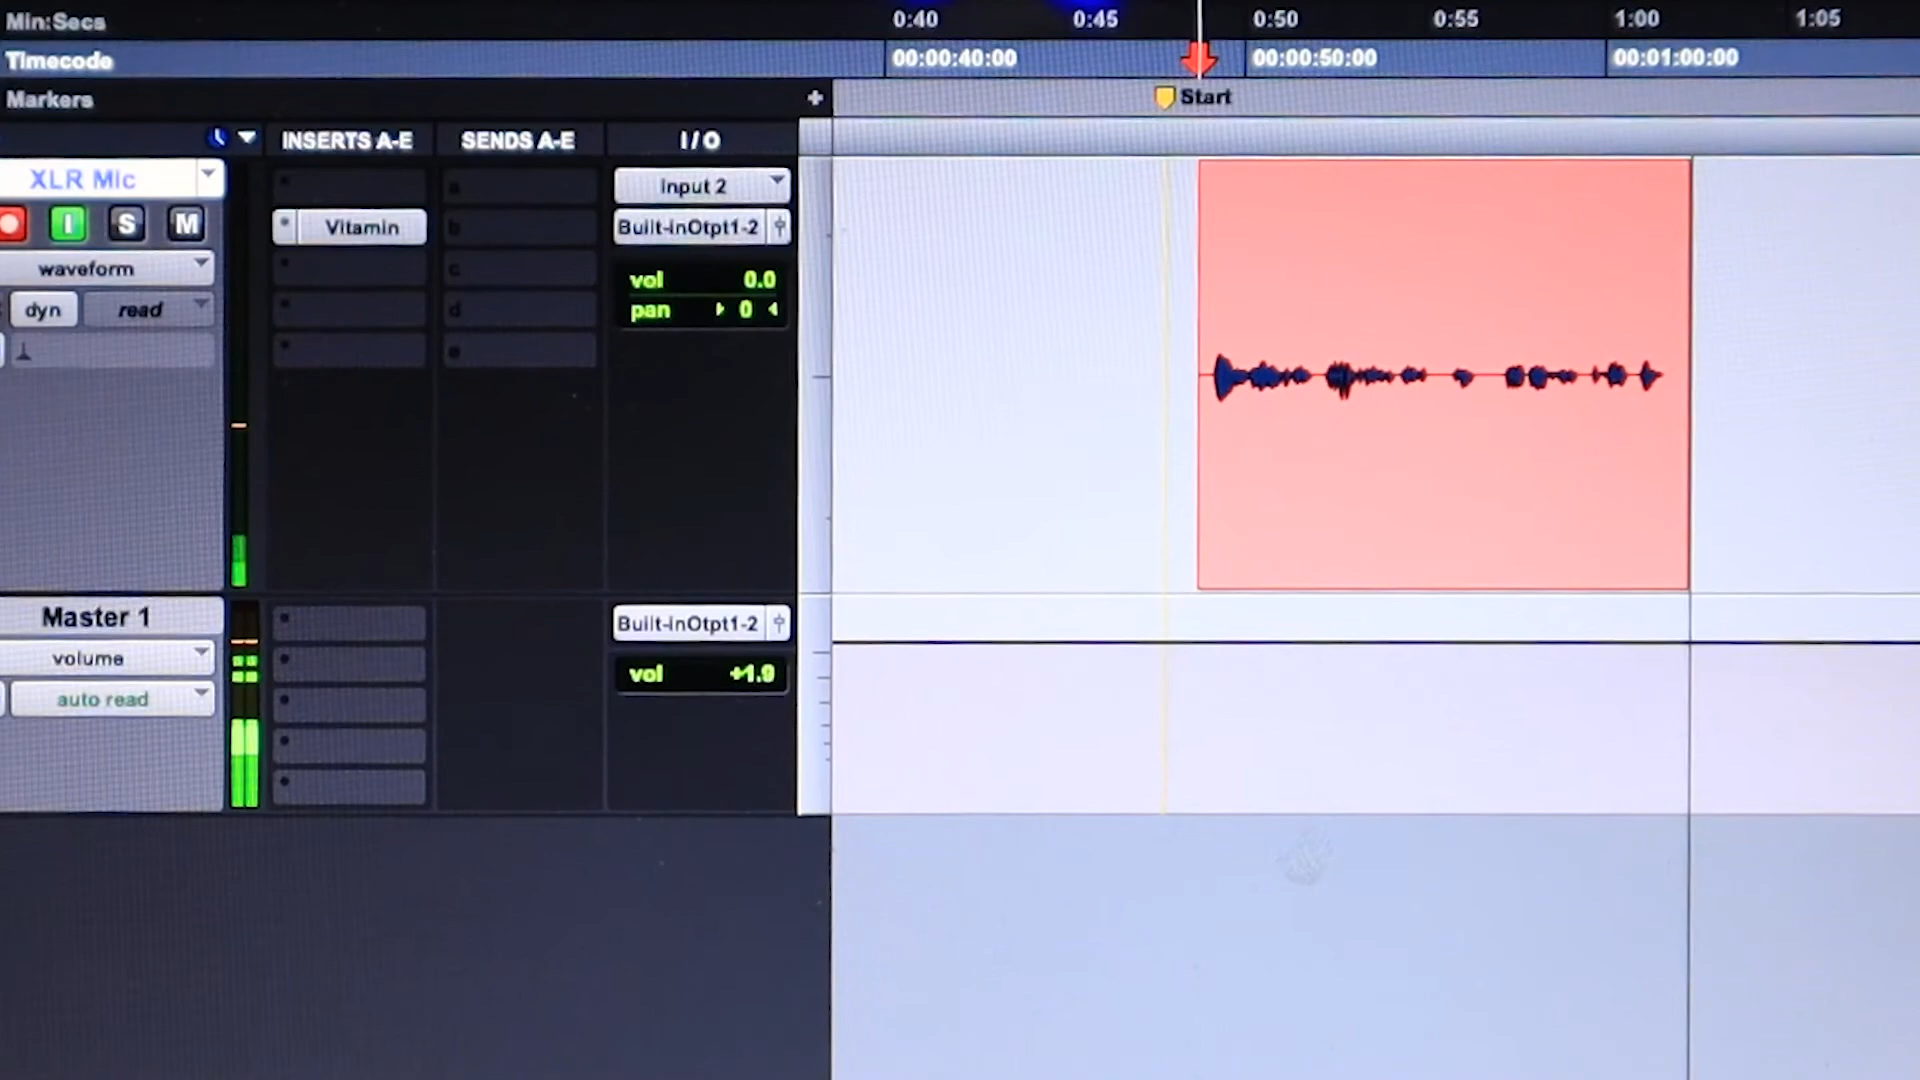 Min:Secs 0:40 0:45 0:50 0:55 1:00 1:05
Timecode 00:00:40:00 00:00:50:00 00:01:00:00
Markers + Start
INSERTS A-E SENDS A-E I / O
XLR Mic a Input 2
I S M Vitamin b Built-inOtpt1-2
waveform c vol 0.0
dyn read d pan 0
e
Master 1 Built-inOtpt1-2
volume vol +1.9
auto read